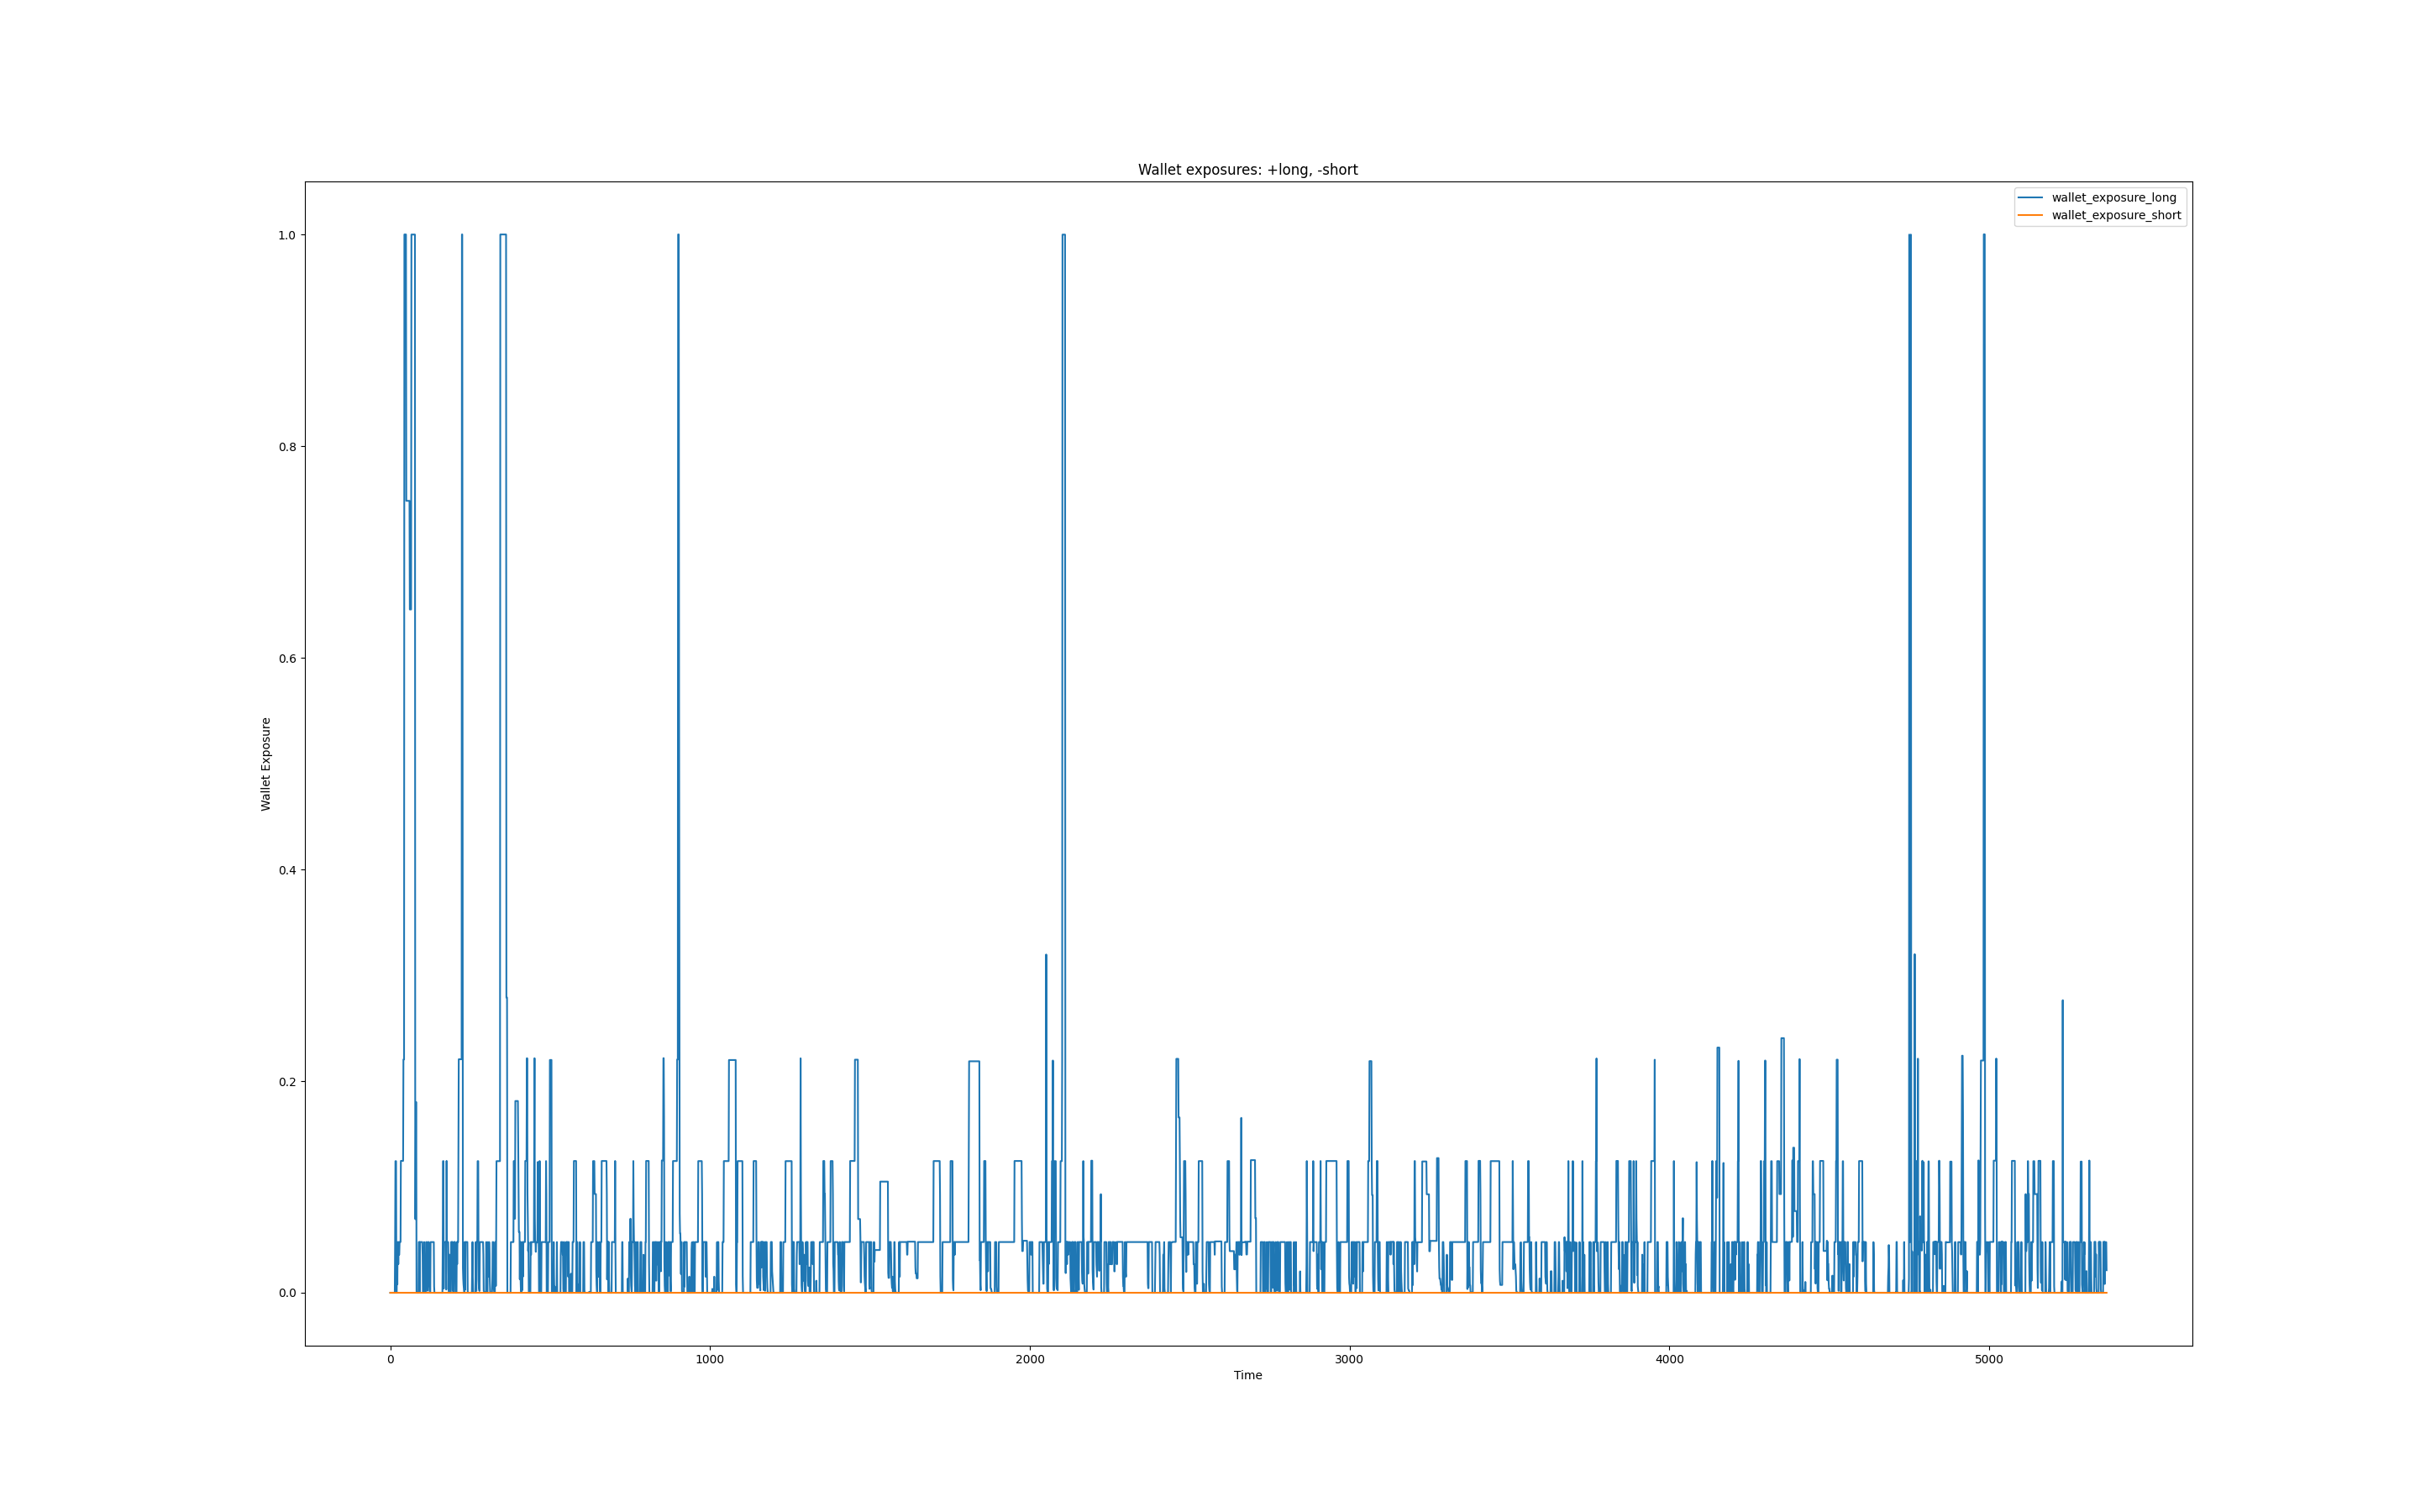 Wallet exposures: +long, -short
wallet_exposure_long
wallet_exposure_short
1.0
0.8
0.6
0.4
0.2
0.0
Wallet Exposure
0 1000 2000 3000 4000 5000
Time